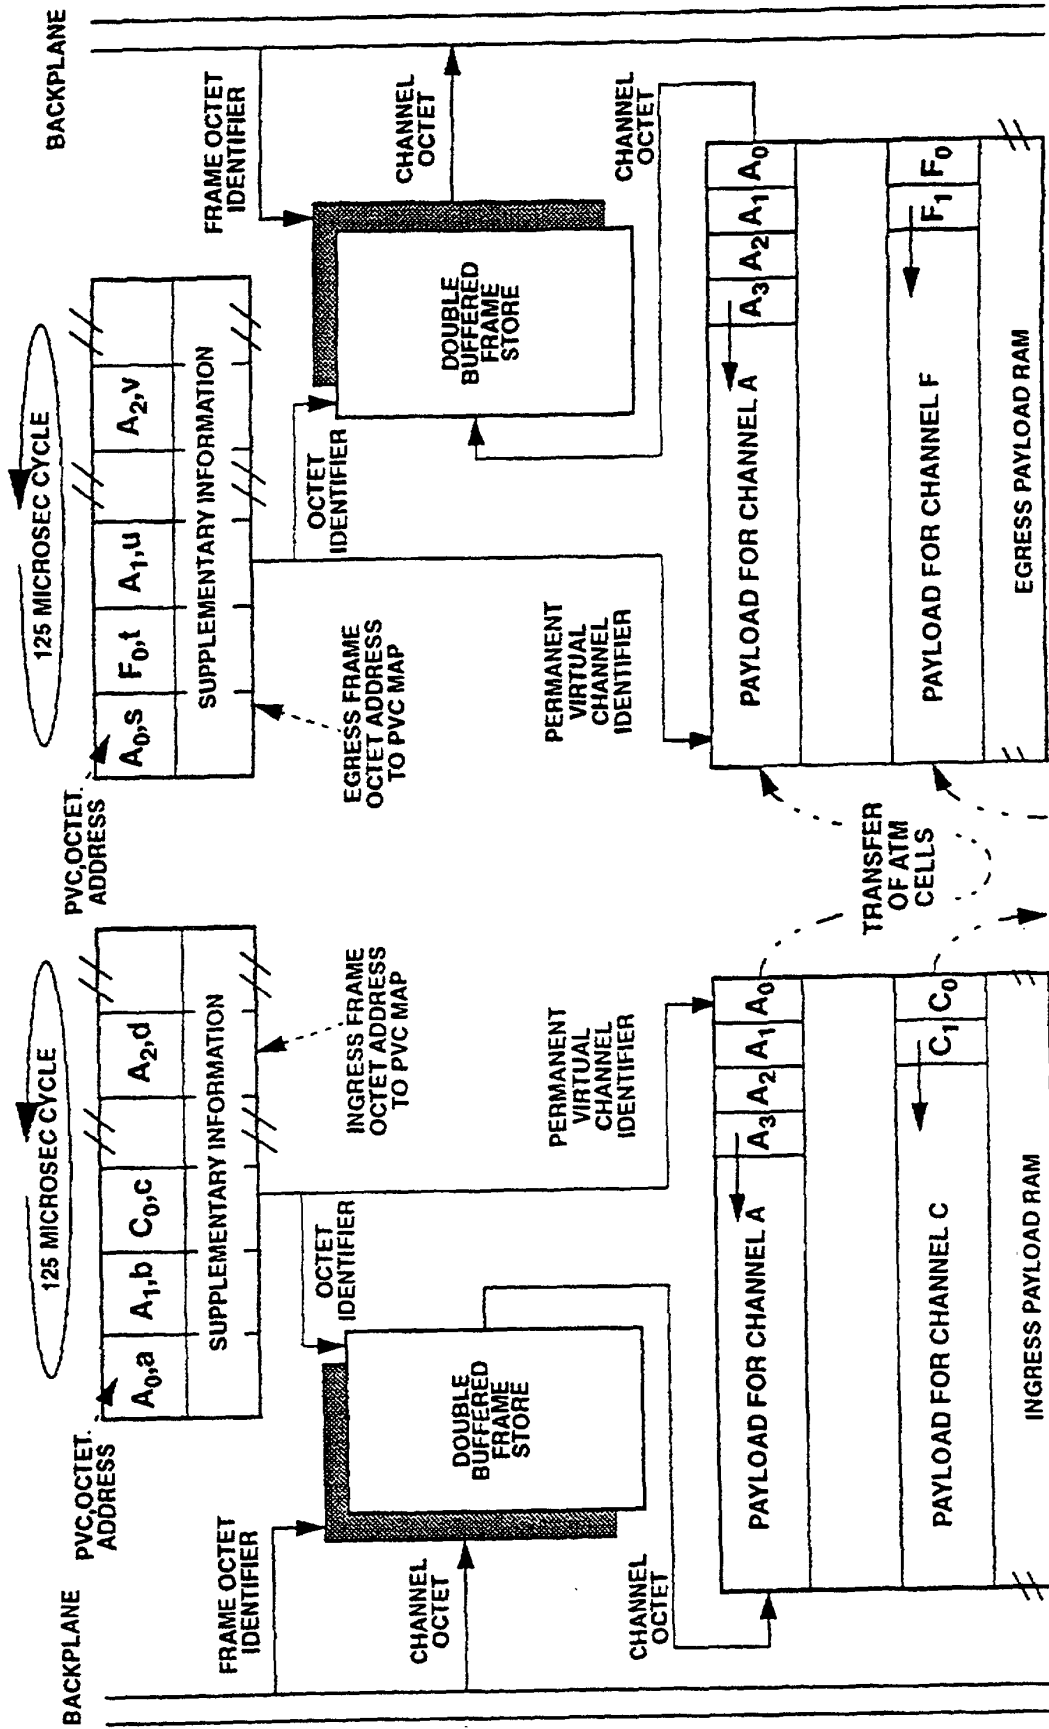 BACKPLANE
PVC,OCTET.
ADDRESS
125 MICROSEC CYCLE
A0,a
A1,b
C0,c
A2,d
SUPPLEMENTARY INFORMATION
INGRESS FRAME
OCTET ADDRESS
TO PVC MAP
FRAME OCTET
IDENTIFIER
CHANNEL
OCTET
OCTET
IDENTIFIER
DOUBLE
BUFFERED
FRAME
STORE
CHANNEL
OCTET
PERMANENT
VIRTUAL
CHANNEL
IDENTIFIER
PAYLOAD FOR CHANNEL A
A3
A2
A1
A0
PAYLOAD FOR CHANNEL C
C1
C0
INGRESS PAYLOAD RAM
TRANSFER
OF ATM
CELLS
PVC,OCTET.
ADDRESS
125 MICROSEC CYCLE
A0,s
F0,t
A1,u
A2,v
SUPPLEMENTARY INFORMATION
EGRESS FRAME
OCTET ADDRESS
TO PVC MAP
BACKPLANE
FRAME OCTET
IDENTIFIER
CHANNEL
OCTET
OCTET
IDENTIFIER
DOUBLE
BUFFERED
FRAME
STORE
CHANNEL
OCTET
PERMANENT
VIRTUAL
CHANNEL
IDENTIFIER
PAYLOAD FOR CHANNEL A
A3
A2
A1
A0
PAYLOAD FOR CHANNEL F
F1
F0
EGRESS PAYLOAD RAM